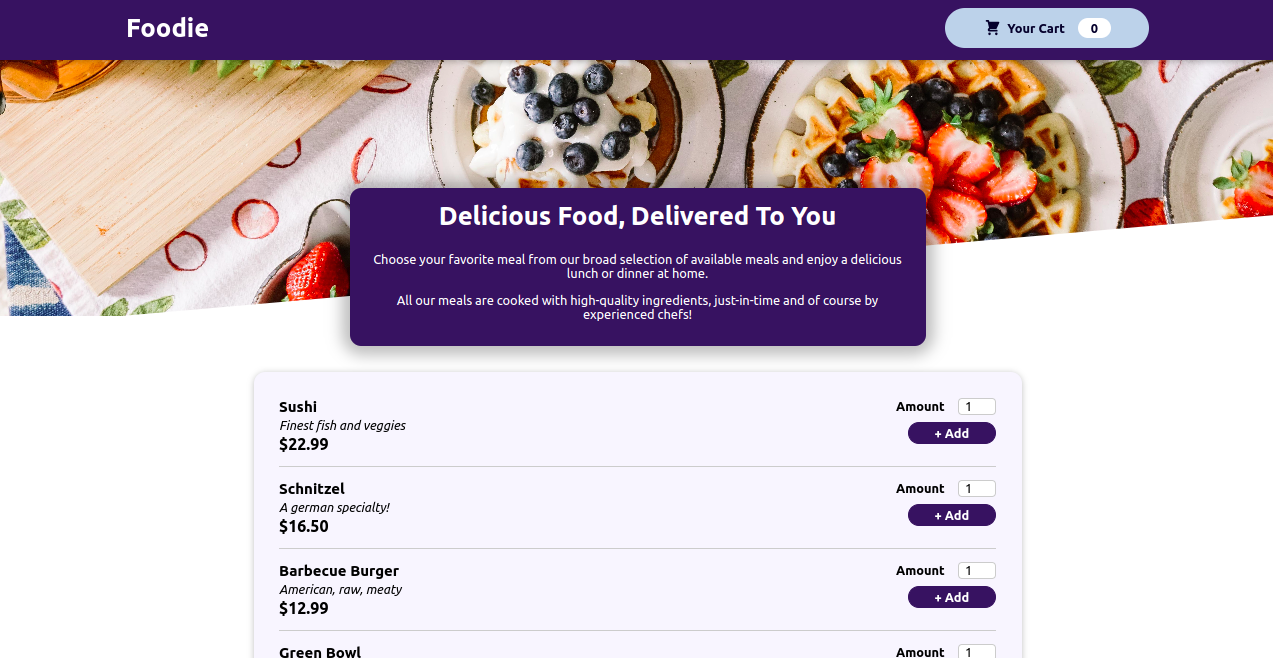 Foodie
Your Cart 0
Delicious Food, Delivered To You
Choose your favorite meal from our broad selection of available meals and enjoy a delicious
lunch or dinner at home.
All our meals are cooked with high-quality ingredients, just-in-time and of course by
experienced chefs!
Sushi
Finest fish and veggies
$22.99
Amount 1
+ Add
Schnitzel
A german specialty!
$16.50
Amount 1
+ Add
Barbecue Burger
American, raw, meaty
$12.99
Amount 1
+ Add
Green Bowl
Amount 1